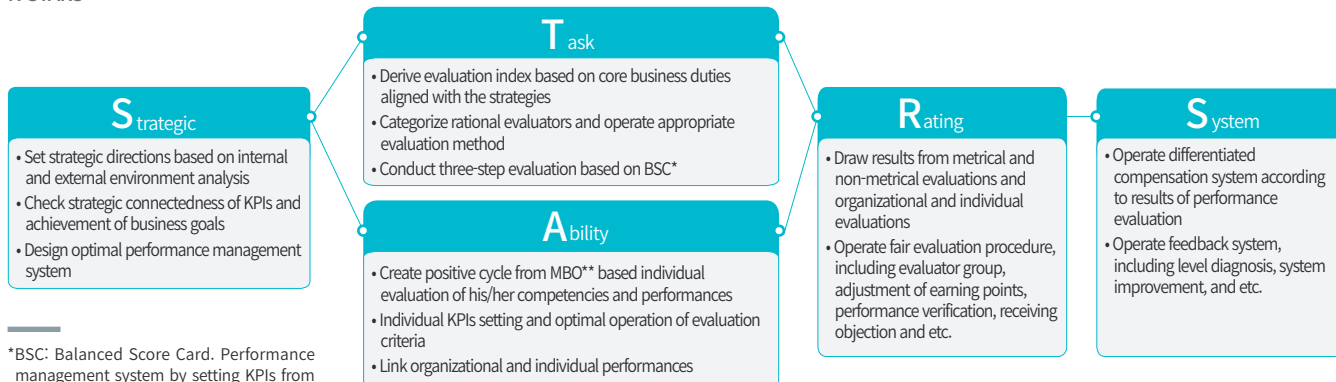 Strategic
• Set strategic directions based on internal
and external environment analysis
• Check strategic connectedness of KPIs and
achievement of business goals
• Design optimal performance management
system
Task
• Derive evaluation index based on core business duties
aligned with the strategies
• Categorize rational evaluators and operate appropriate
evaluation method
• Conduct three-step evaluation based on BSC*
Ability
• Create positive cycle from MBO** based individual
evaluation of his/her competencies and performances
• Individual KPIs setting and optimal operation of evaluation
criteria
• Link organizational and individual performances
Rating
• Draw results from metrical and
non-metrical evaluations and
organizational and individual
evaluations
• Operate fair evaluation procedure,
including evaluator group,
adjustment of earning points,
performance verification, receiving
objection and etc.
System
• Operate differentiated
compensation system according
to results of performance
evaluation
• Operate feedback system,
including level diagnosis, system
improvement, and etc.
*BSC: Balanced Score Card. Performance
management system by setting KPIs from